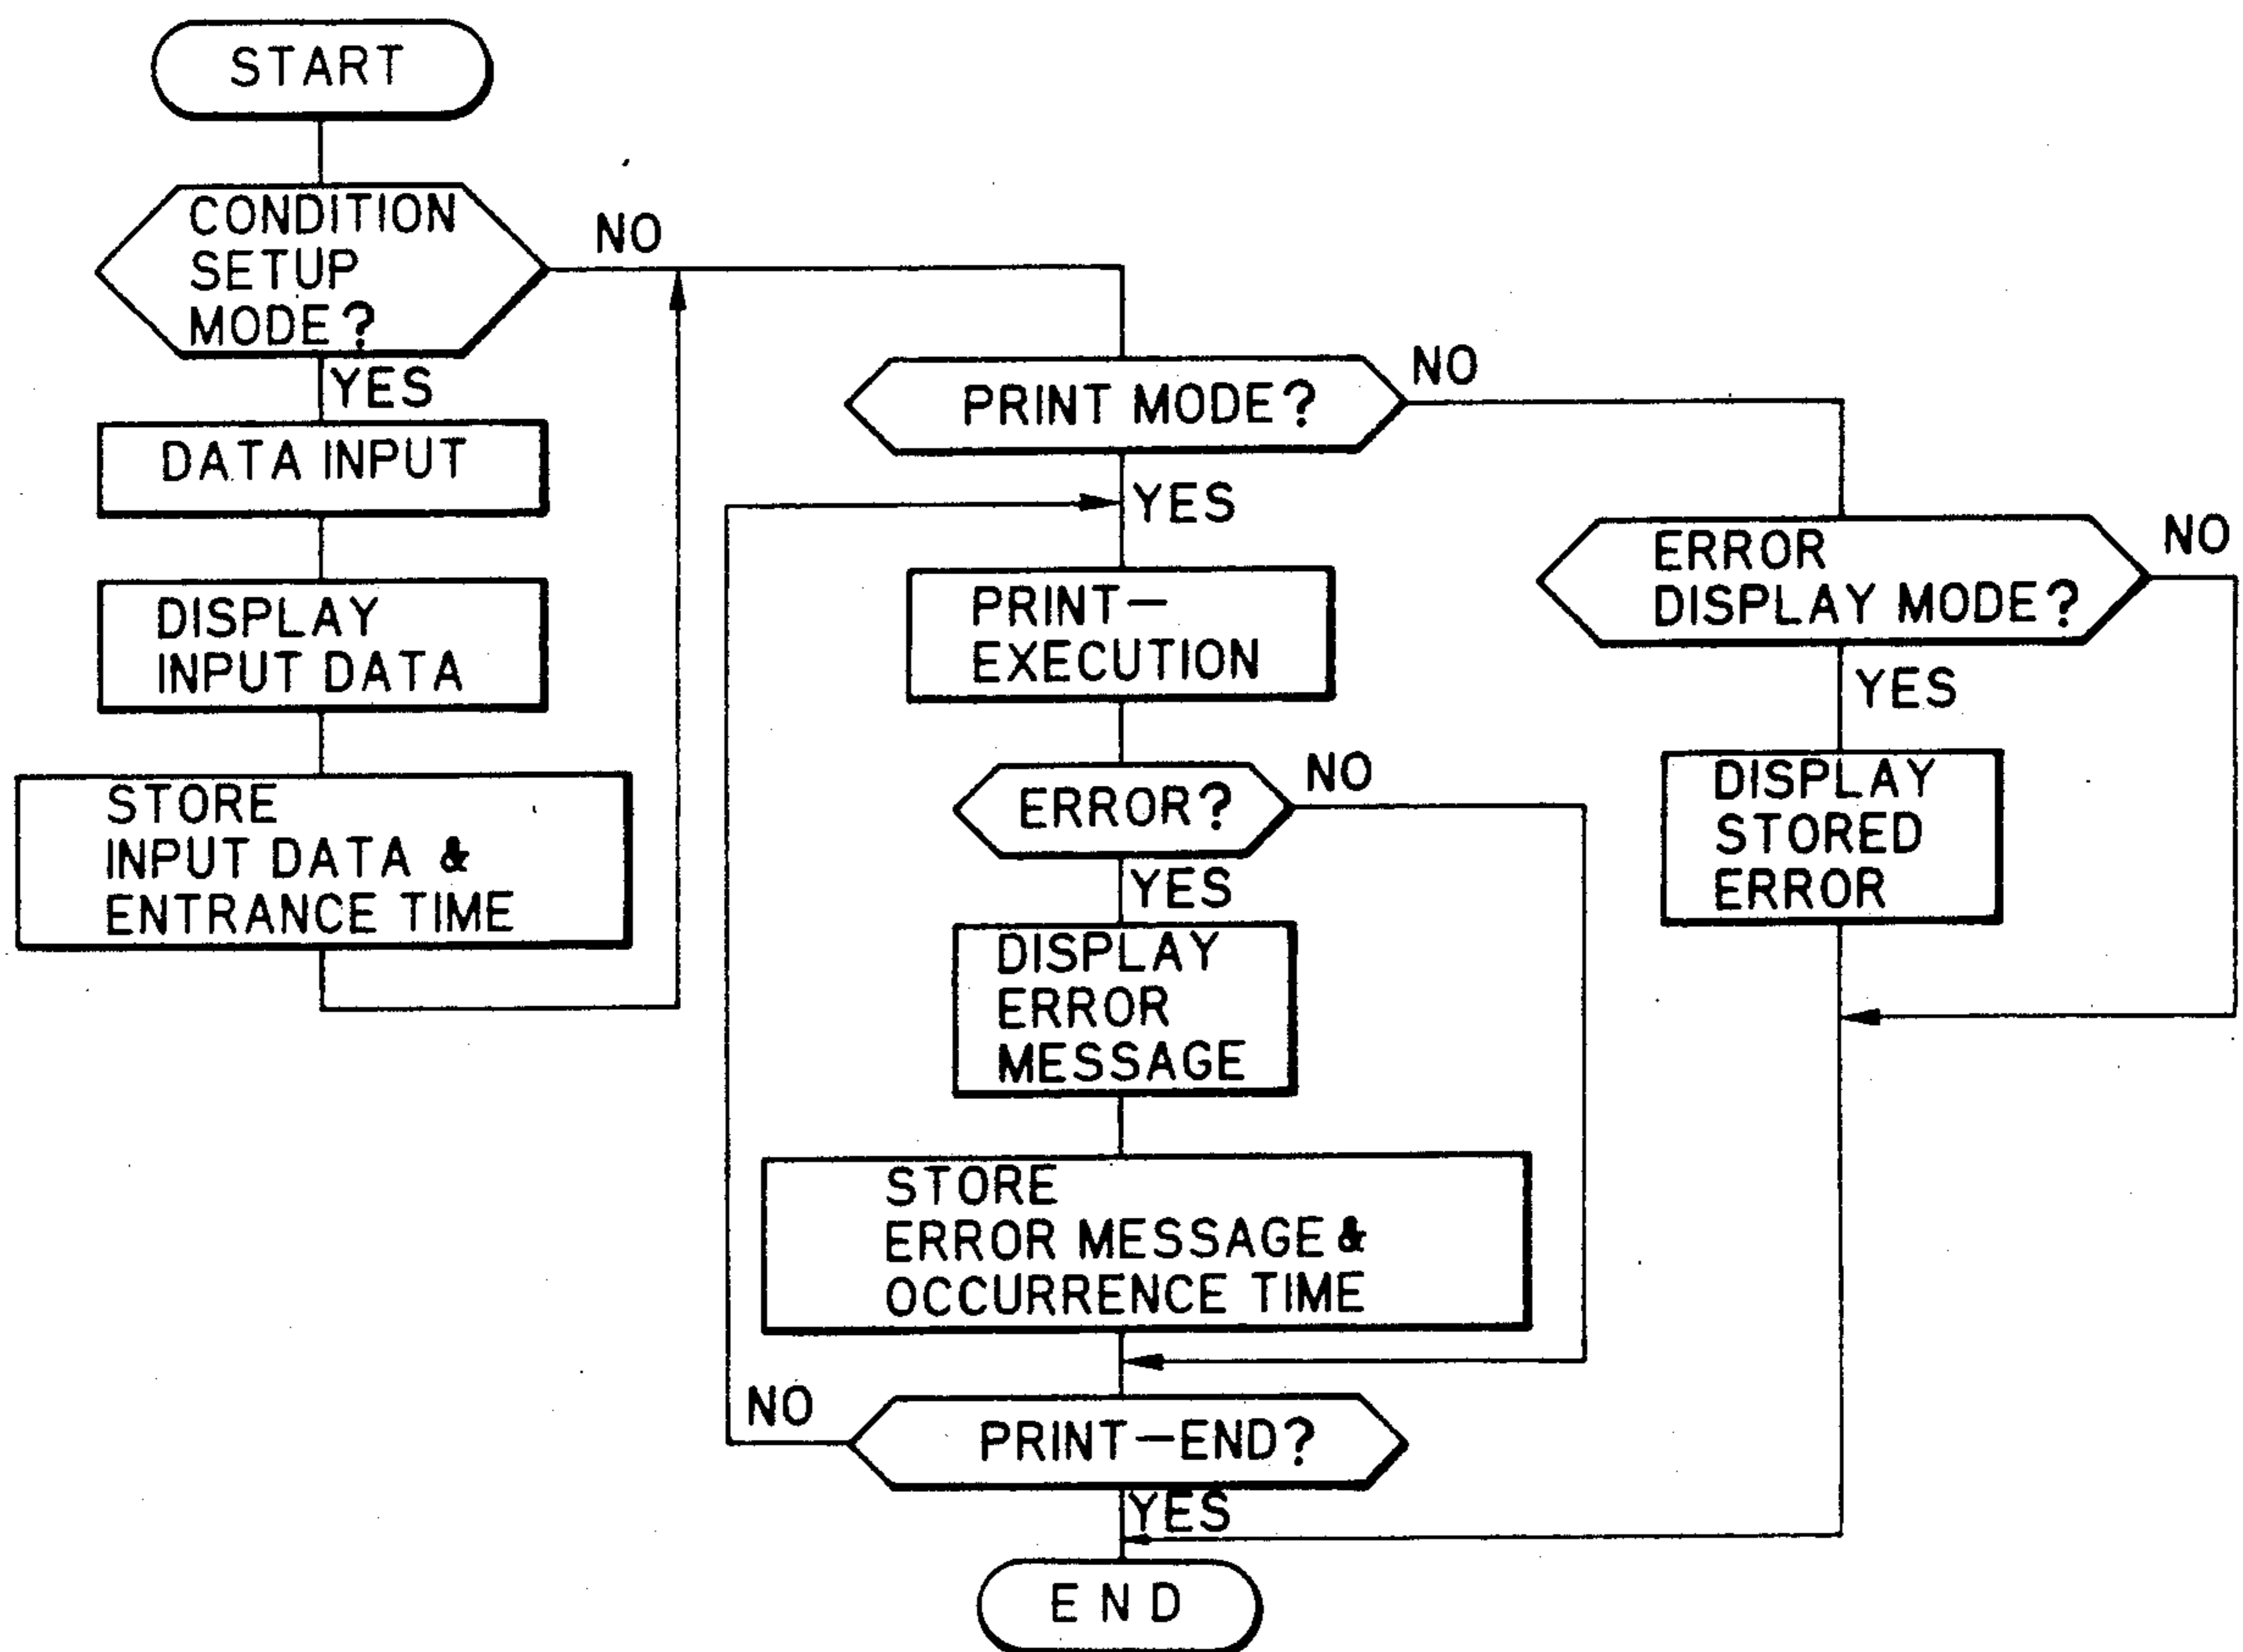 START
CONDITION
SETUP
MODE?
NO
YES
DATA INPUT
DISPLAY
INPUT DATA
STORE
INPUT DATA &
ENTRANCE TIME
PRINT MODE?
NO
YES
PRINT-
EXECUTION
ERROR?
NO
YES
DISPLAY
ERROR
MESSAGE
STORE
ERROR MESSAGE &
OCCURRENCE TIME
NO
PRINT-END?
YES
END
ERROR
DISPLAY MODE?
NO
YES
DISPLAY
STORED
ERROR